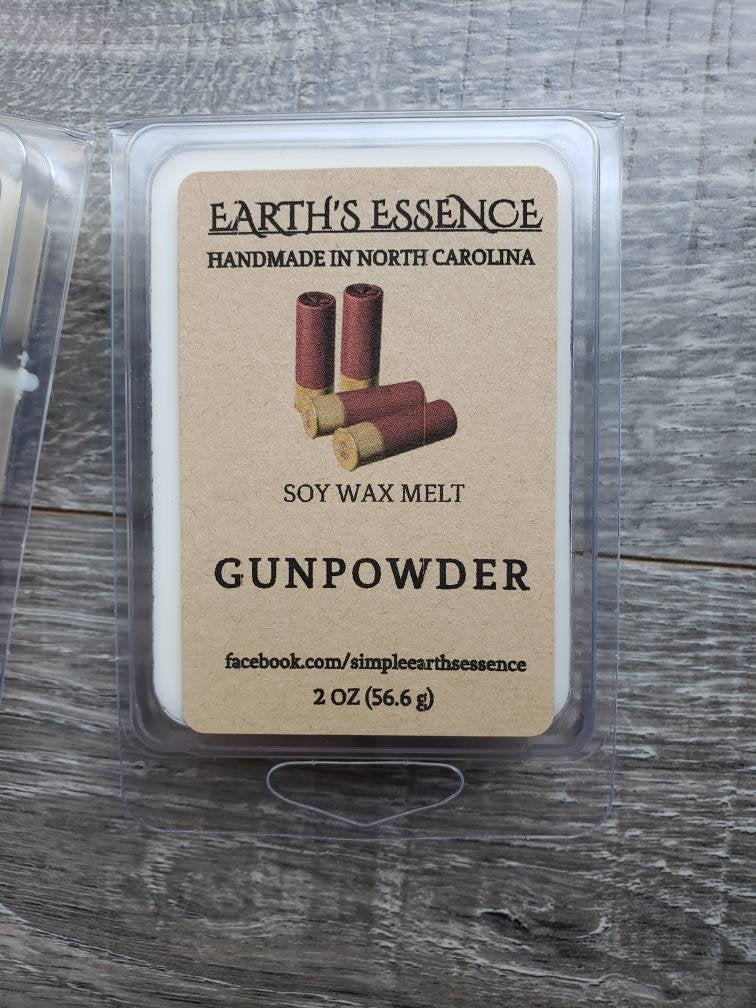 EARTH'S ESSENCE
HANDMADE IN NORTH CAROLINA
SOY WAX MELT
GUNPOWDER
facebook.com/simpleearthsessence
2 OZ (56.6 g)